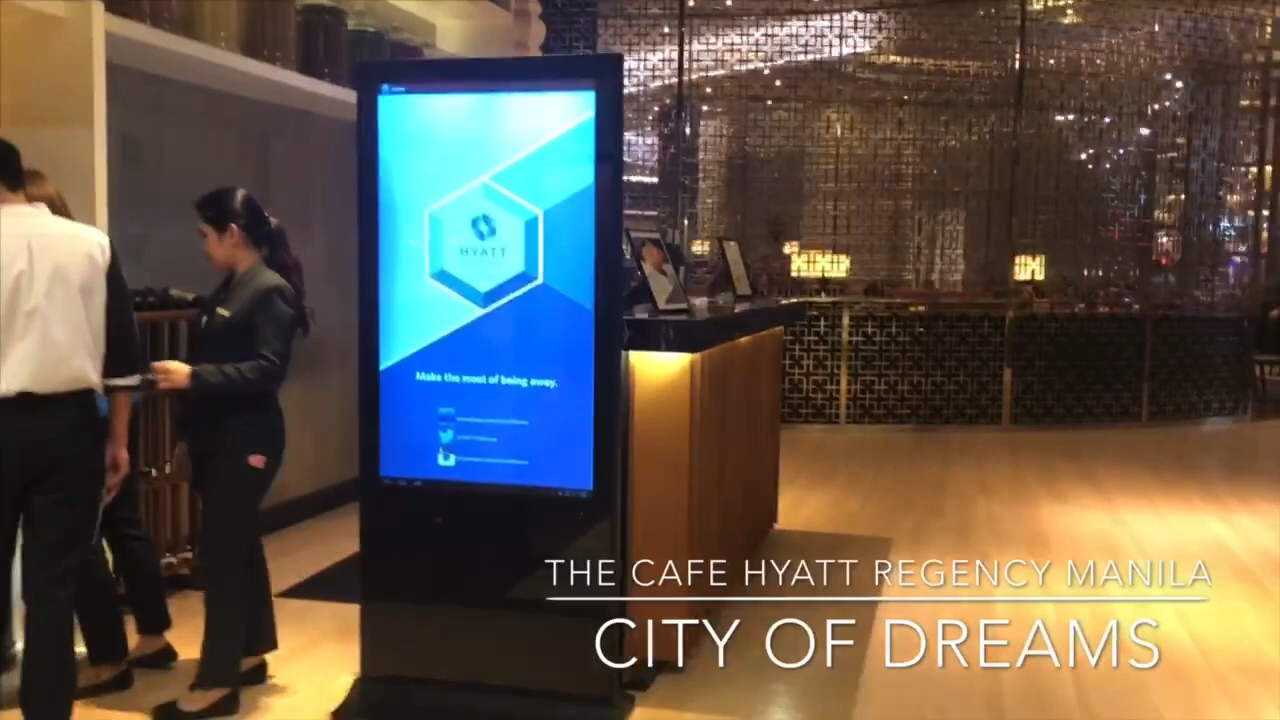 HYATT
Make the most of being away.
THE CAFE HYATT REGENCY MANILA
CITY OF DREAMS